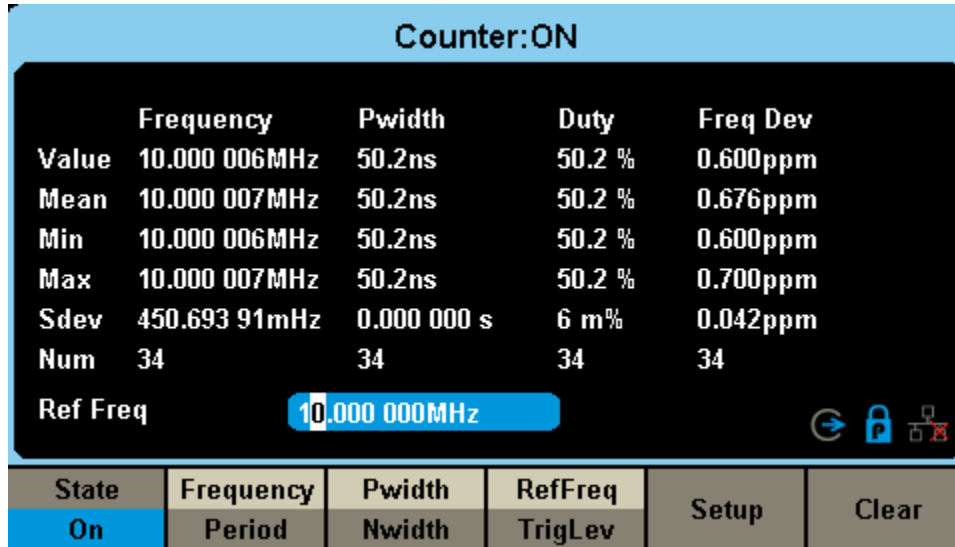 Counter:ON
Frequency Pwidth Duty Freq Dev
Value 10.000 006MHz 50.2ns 50.2 % 0.600ppm
Mean 10.000 007MHz 50.2ns 50.2 % 0.676ppm
Min 10.000 006MHz 50.2ns 50.2 % 0.600ppm
Max 10.000 007MHz 50.2ns 50.2 % 0.700ppm
Sdev 450.693 91mHz 0.000 000 s 6 m% 0.042ppm
Num 34 34 34 34
Ref Freq 10.000 000MHz
P
State Frequency Pwidth RefFreq Setup Clear
On Period Nwidth TrigLev